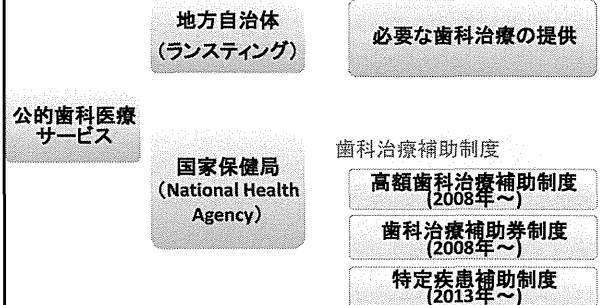 地方自治体
(ランスティング)
必要な歯科治療の提供
公的歯科医療
サービス
国家保健局
(National Health
Agency)
歯科治療補助制度
高額歯科治療補助制度
(2008年～)
歯科治療補助券制度
(2008年～)
特定疾患補助制度
(2013年～)